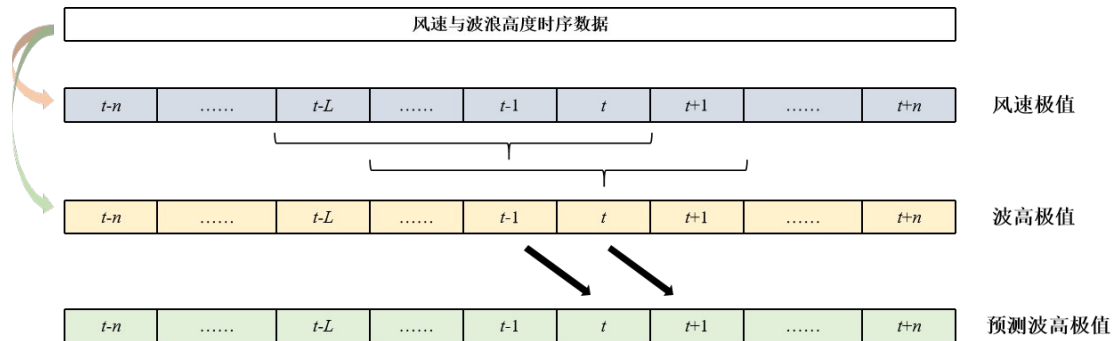 风速与波浪高度时序数据
t-n …… t-L …… t-1 t t+1 …… t+n 风速极值
t-n …… t-L …… t-1 t t+1 …… t+n 波高极值
t-n …… t-L …… t-1 t t+1 …… t+n 预测波高极值